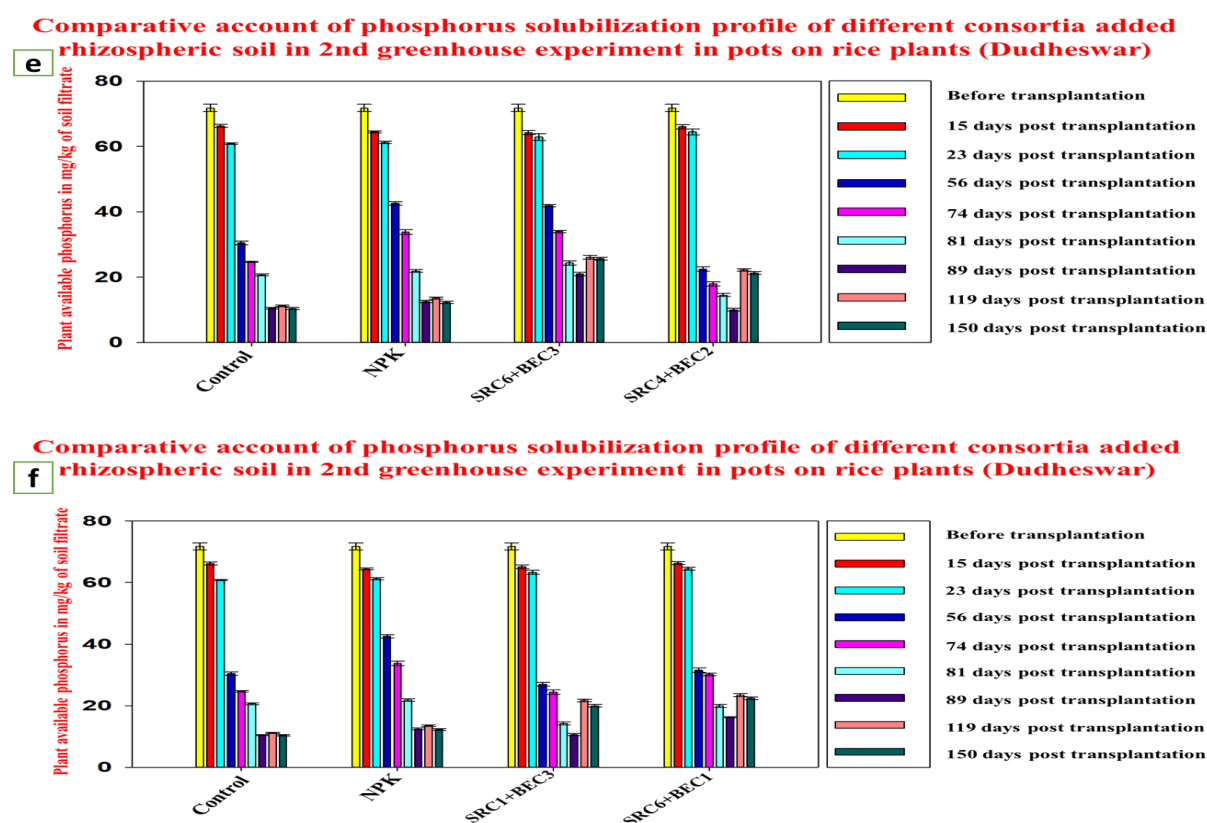 Comparative account of phosphorus solubilization profile of different consortia added
rhizospheric soil in 2nd greenhouse experiment in pots on rice plants (Dudheswar)
e
Plant available phosphorus in mg/kg of soil filtrate
80
60
40
20
0
Control
NPK
SRC6+BEC3
SRC4+BEC2
Before transplantation
15 days post transplantation
23 days post transplantation
56 days post transplantation
74 days post transplantation
81 days post transplantation
89 days post transplantation
119 days post transplantation
150 days post transplantation
Comparative account of phosphorus solubilization profile of different consortia added
rhizospheric soil in 2nd greenhouse experiment in pots on rice plants (Dudheswar)
f
Plant available phosphorus in mg/kg of soil filtrate
80
60
40
20
0
Control
NPK
SRC1+BEC3
SRC6+BEC1
Before transplantation
15 days post transplantation
23 days post transplantation
56 days post transplantation
74 days post transplantation
81 days post transplantation
89 days post transplantation
119 days post transplantation
150 days post transplantation